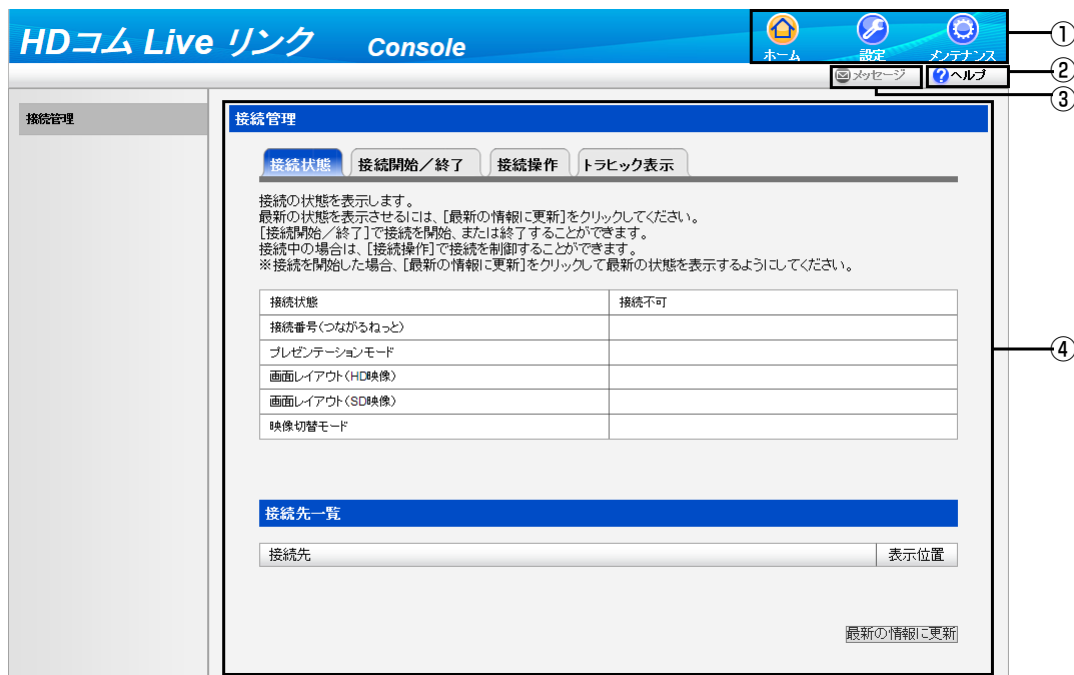 HDコム Live リンク Console
ホーム 設定 メンテナンス
①
メッセージ ヘルプ
②
③
接続管理
接続管理
接続状態 接続開始／終了 接続操作 トラヒック表示
接続の状態を表示します。
最新の状態を表示させるには、[最新の情報に更新]をクリックしてください。
[接続開始／終了]で接続を開始、または終了することができます。
接続中の場合は、[接続操作]で接続を制御することができます。
※接続を開始した場合、[最新の情報に更新]をクリックして最新の状態を表示するようにしてください。
接続状態 接続不可
接続番号(つながるねっと)
プレゼンテーションモード
④
画面レイアウト(HD映像)
画面レイアウト(SD映像)
映像切替モード
接続先一覧
接続先 表示位置
最新の情報に更新